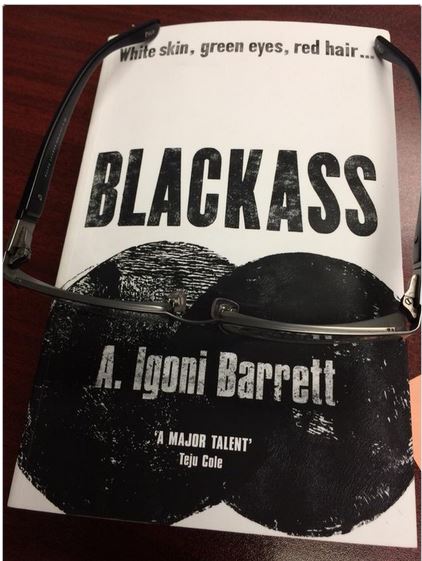 White skin, green eyes, red hair...
BLACKASS
A. Igoni Barrett
'A MAJOR TALENT'
Teju Cole